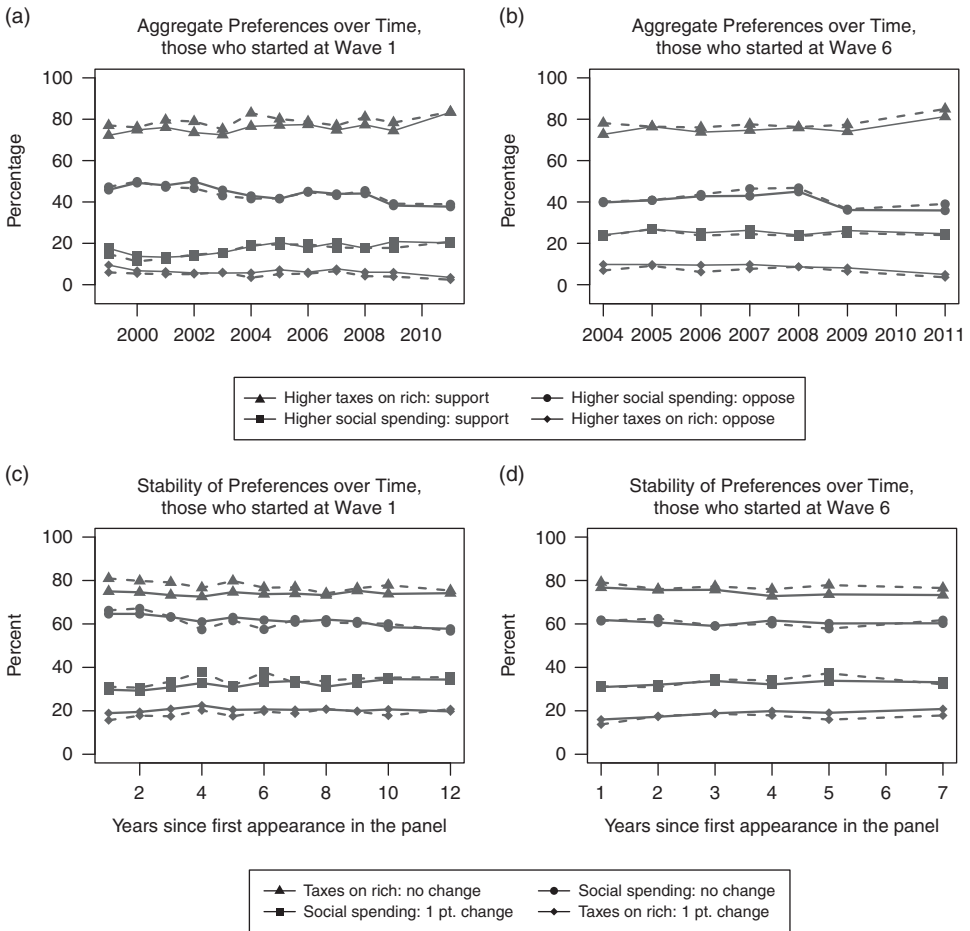 (a)
Aggregate Preferences over Time,
those who started at Wave 1
Percentage
100
80
60
40
20
0
2000 2002 2004 2006 2008 2010
(b)
Aggregate Preferences over Time,
those who started at Wave 6
Percentage
100
80
60
40
20
0
2004 2005 2006 2007 2008 2009 2010 2011
Higher taxes on rich: support
Higher social spending: oppose
Higher social spending: support
Higher taxes on rich: oppose
(c)
Stability of Preferences over Time,
those who started at Wave 1
Percent
100
80
60
40
20
0
2 4 6 8 10 12
Years since first appearance in the panel
(d)
Stability of Preferences over Time,
those who started at Wave 6
Percent
100
80
60
40
20
0
1 2 3 4 5 6 7
Years since first appearance in the panel
Taxes on rich: no change
Social spending: no change
Social spending: 1 pt. change
Taxes on rich: 1 pt. change